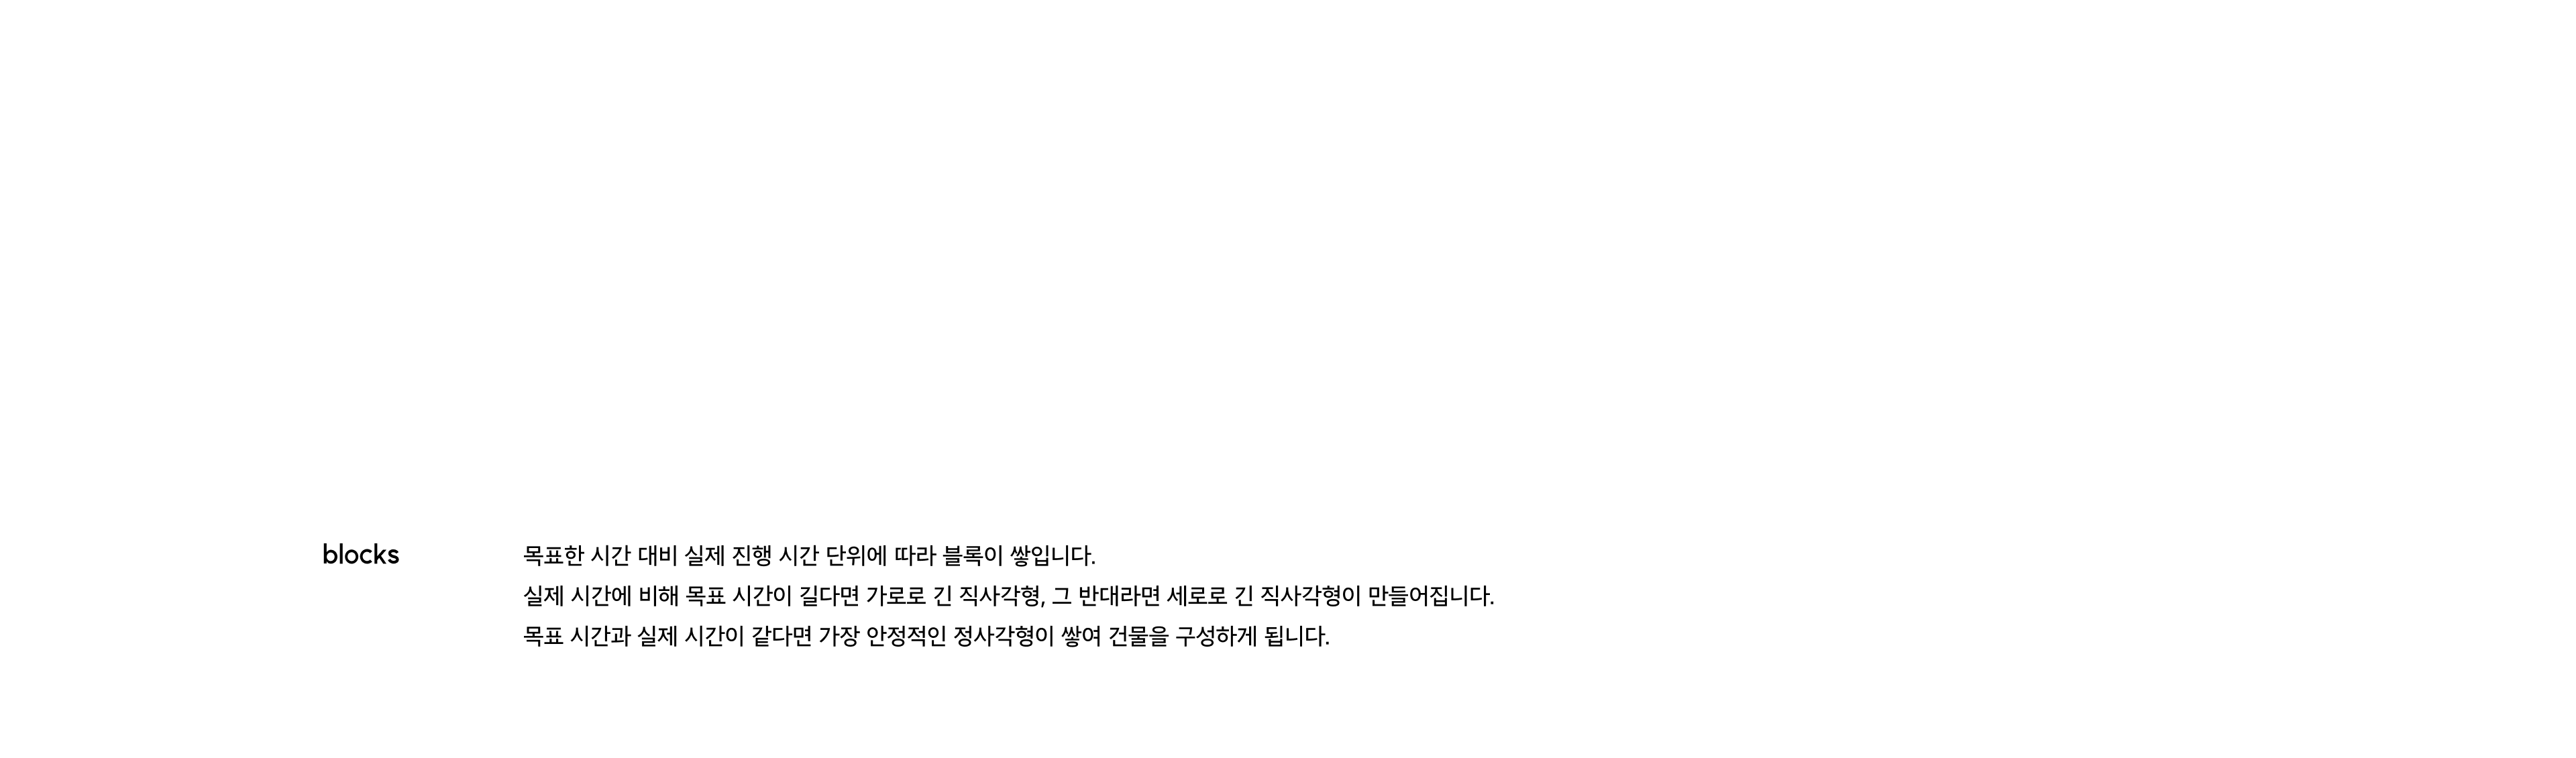 blocks
목표한 시간 대비 실제 진행 시간 단위에 따라 블록이 쌓입니다.
실제 시간에 비해 목표 시간이 길다면 가로로 긴 직사각형, 그 반대라면 세로로 긴 직사각형이 만들어집니다.
목표 시간과 실제 시간이 같다면 가장 안정적인 정사각형이 쌓여 건물을 구성하게 됩니다.